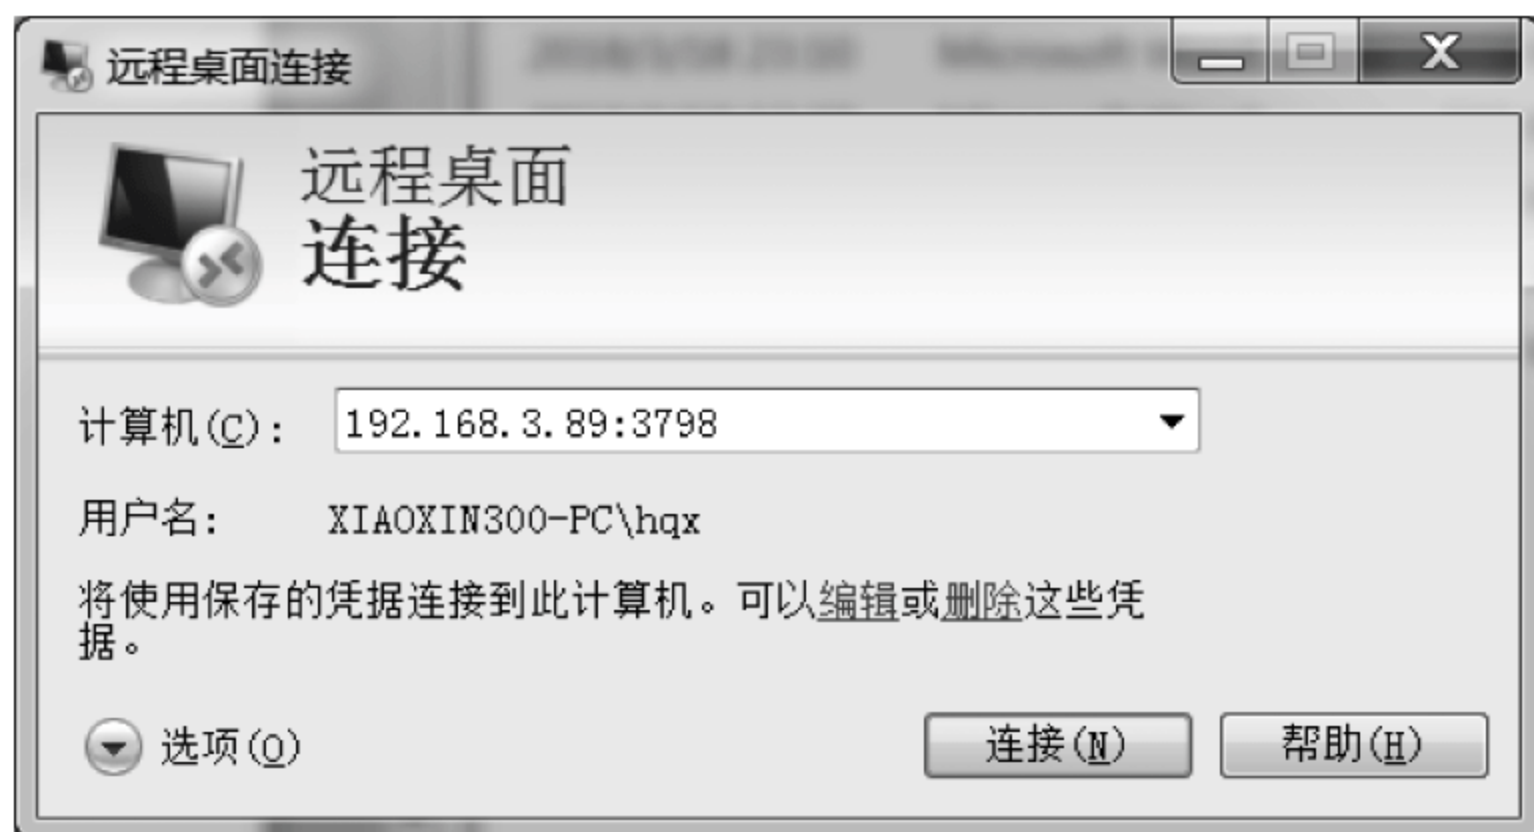 远程桌面连接
远程桌面
连接
计算机(C): 192.168.3.89:3798
用户名: XIAOXIN300-PC\hqx
将使用保存的凭据连接到此计算机。可以编辑或删除这些凭
据。
选项(O) 连接(N) 帮助(H)